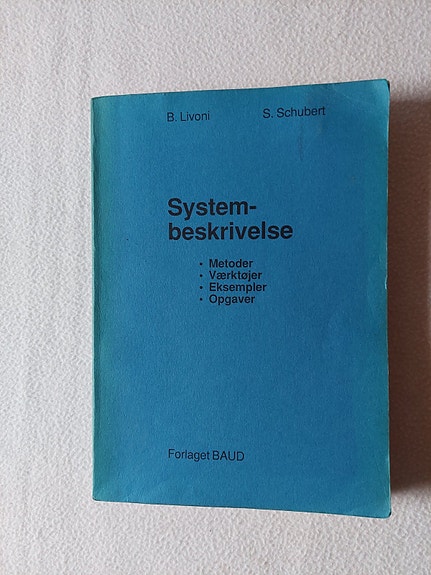 B. Livoni S. Schubert
System-
beskrivelse
• Metoder
• Værktøjer
• Eksempler
• Opgaver
Forlaget BAUD